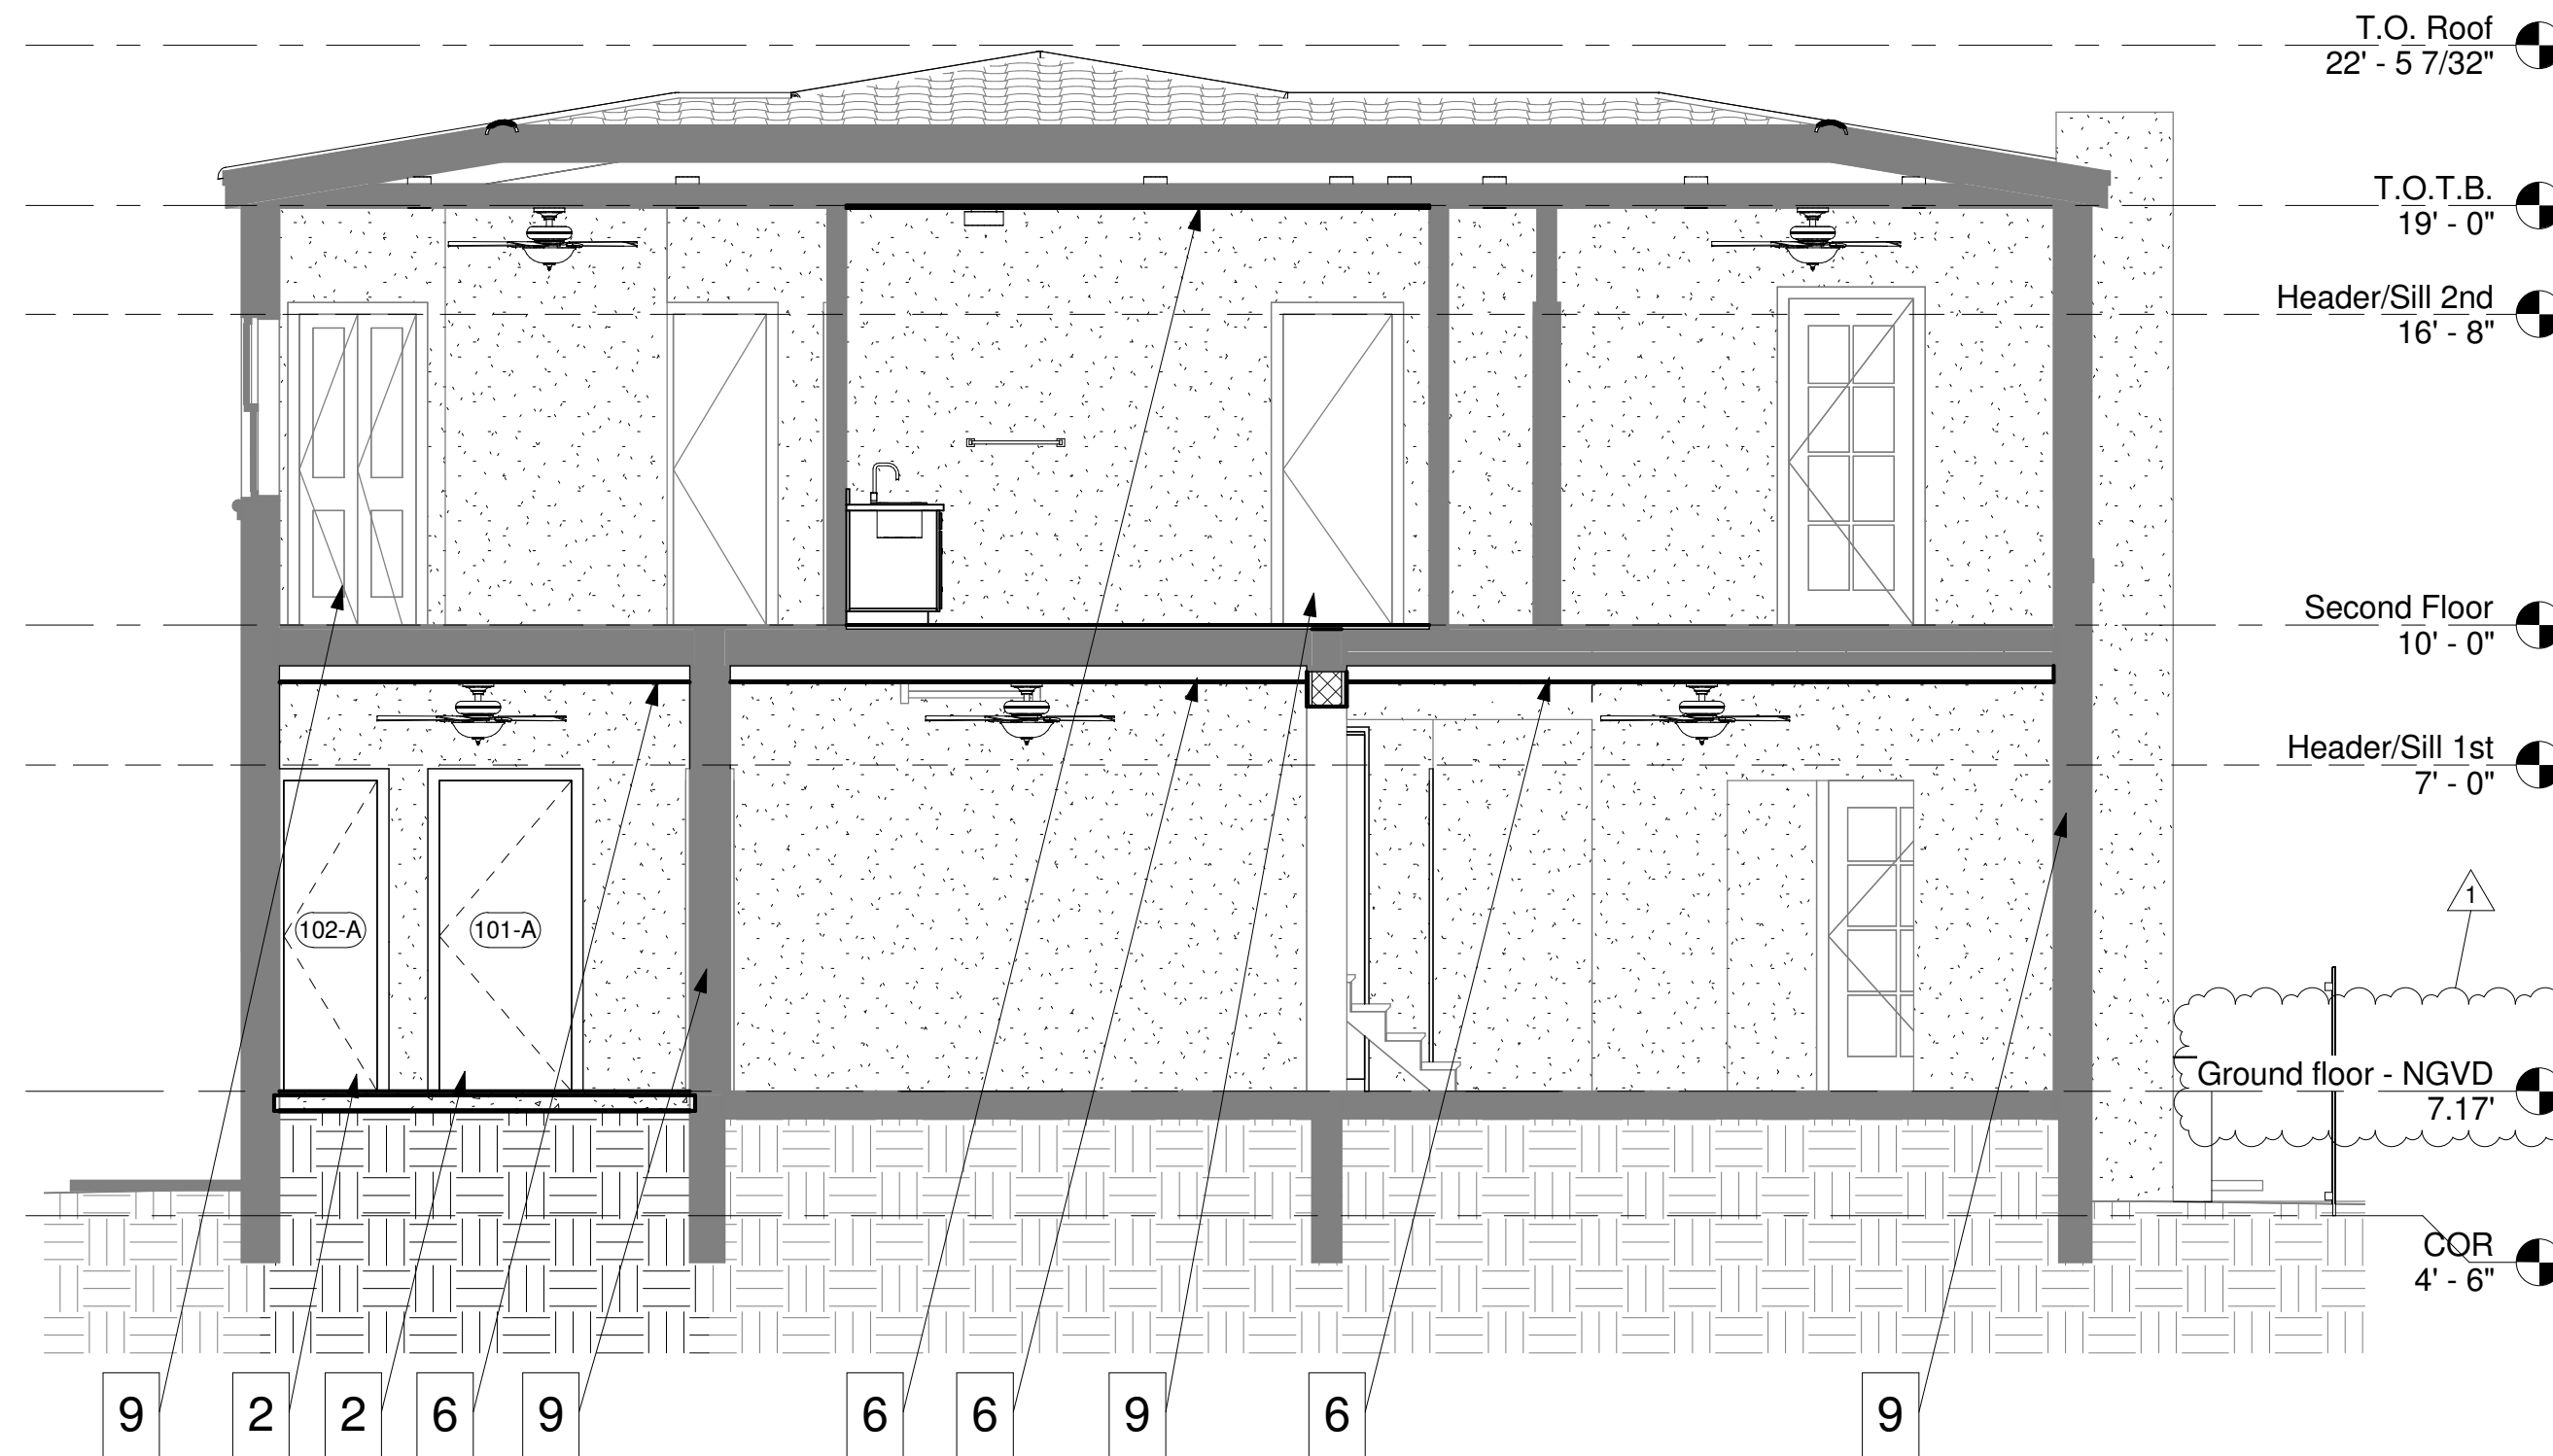 T.O. Roof
22' - 5 7/32"
T.O.T.B.
19' - 0"
Header/Sill 2nd
16' - 8"
Second Floor
10' - 0"
Header/Sill 1st
7' - 0"
1
102-A
101-A
Ground floor - NGVD
7.17'
COR
4' - 6"
9
2
2
6
9
6
6
9
6
9